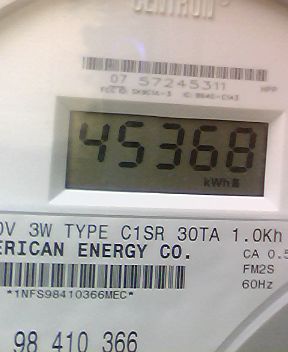 CENTRON®
07 57245311
45368
kWh
0V 3W TYPE C1SR 30TA 1.0Kh
ERICAN ENERGY CO.
CA 0.5
FM2S
60Hz
*1NFS98410366MEC*
98 410 366